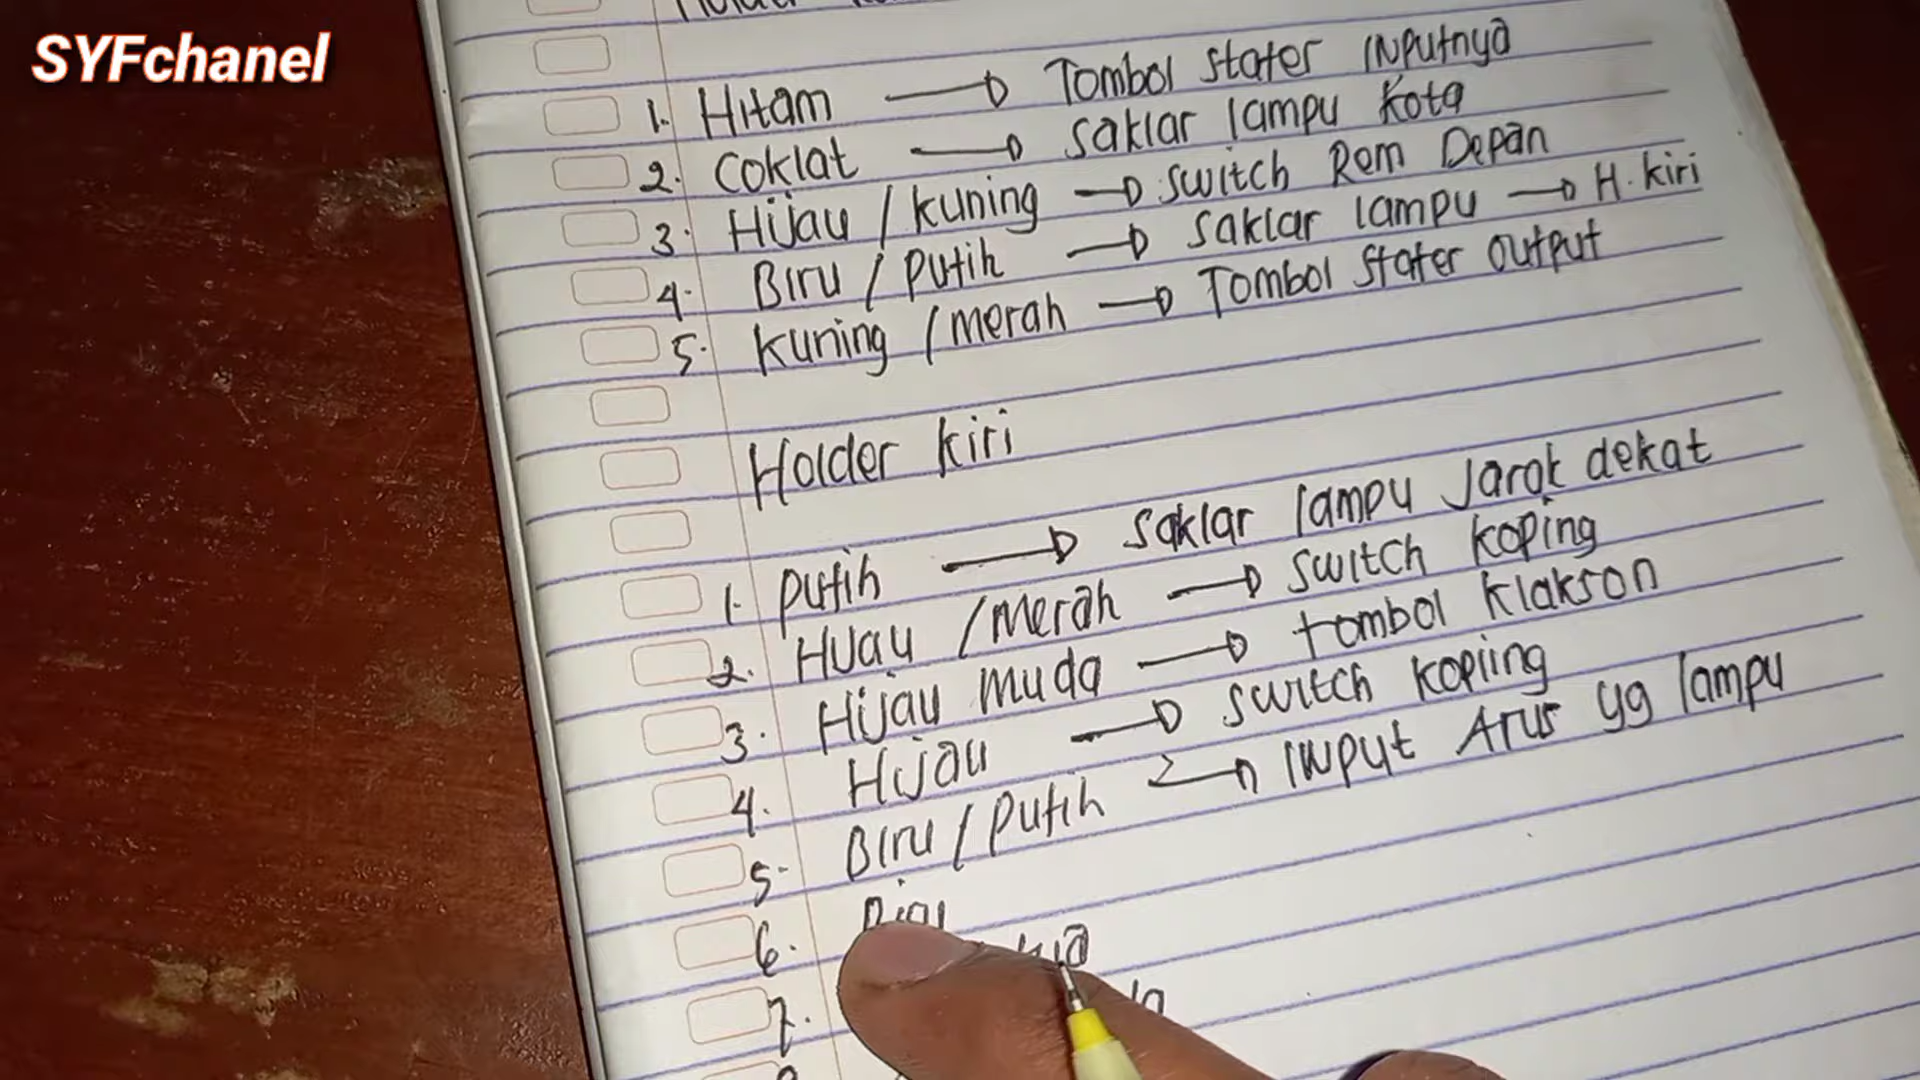 SYFchanel
Holder
1. Hitam → Tombol stater inputnya
2. Coklat → saklar lampu kota
3. Hijau / kuning → switch Rem Depan
4. Biru / putih → saklar lampu → H. kiri
5. kuning / merah → Tombol stater output
Holder kiri
1. putih → saklar lampu jarak dekat
2. Hijau / merah → switch koping
3. Hijau muda → tombol klakson
4. Hijau → switch kopiing
5. Biru / putih → input Arus yg lampu
6.
7.